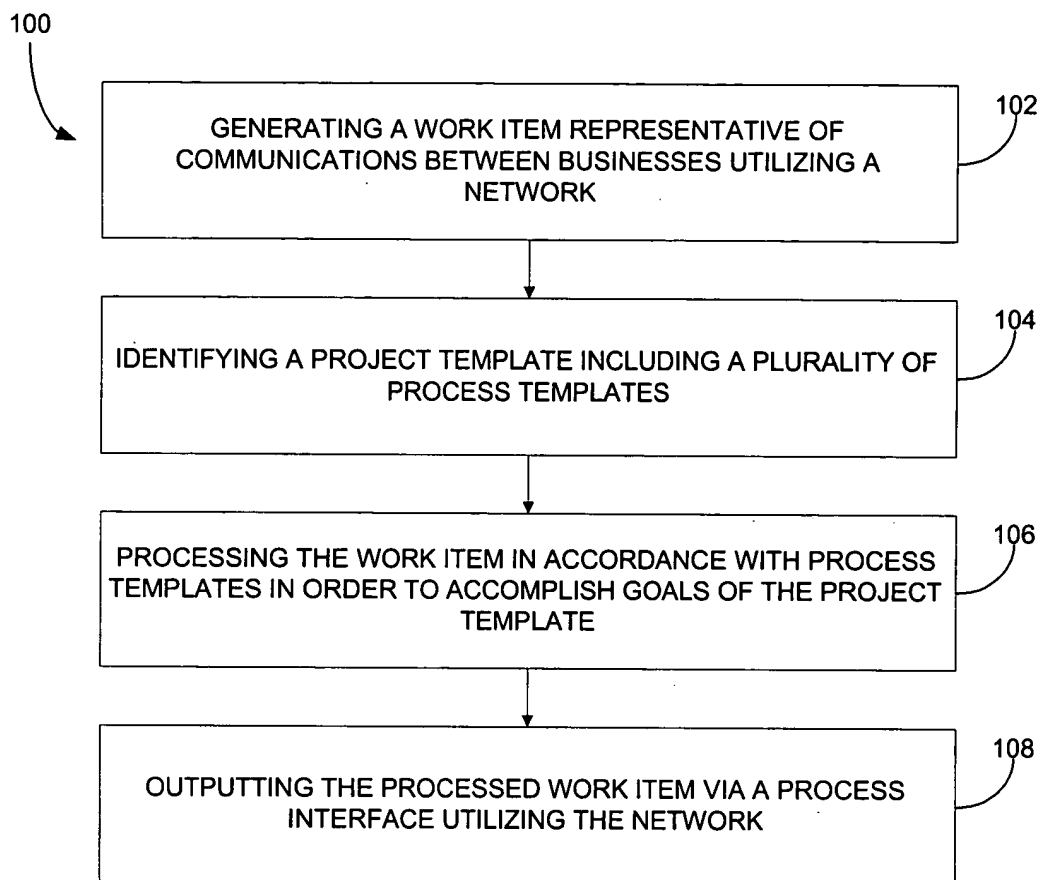 100
102
GENERATING A WORK ITEM REPRESENTATIVE OF
COMMUNICATIONS BETWEEN BUSINESSES UTILIZING A
NETWORK
104
IDENTIFYING A PROJECT TEMPLATE INCLUDING A PLURALITY OF
PROCESS TEMPLATES
106
PROCESSING THE WORK ITEM IN ACCORDANCE WITH PROCESS
TEMPLATES IN ORDER TO ACCOMPLISH GOALS OF THE PROJECT
TEMPLATE
108
OUTPUTTING THE PROCESSED WORK ITEM VIA A PROCESS
INTERFACE UTILIZING THE NETWORK